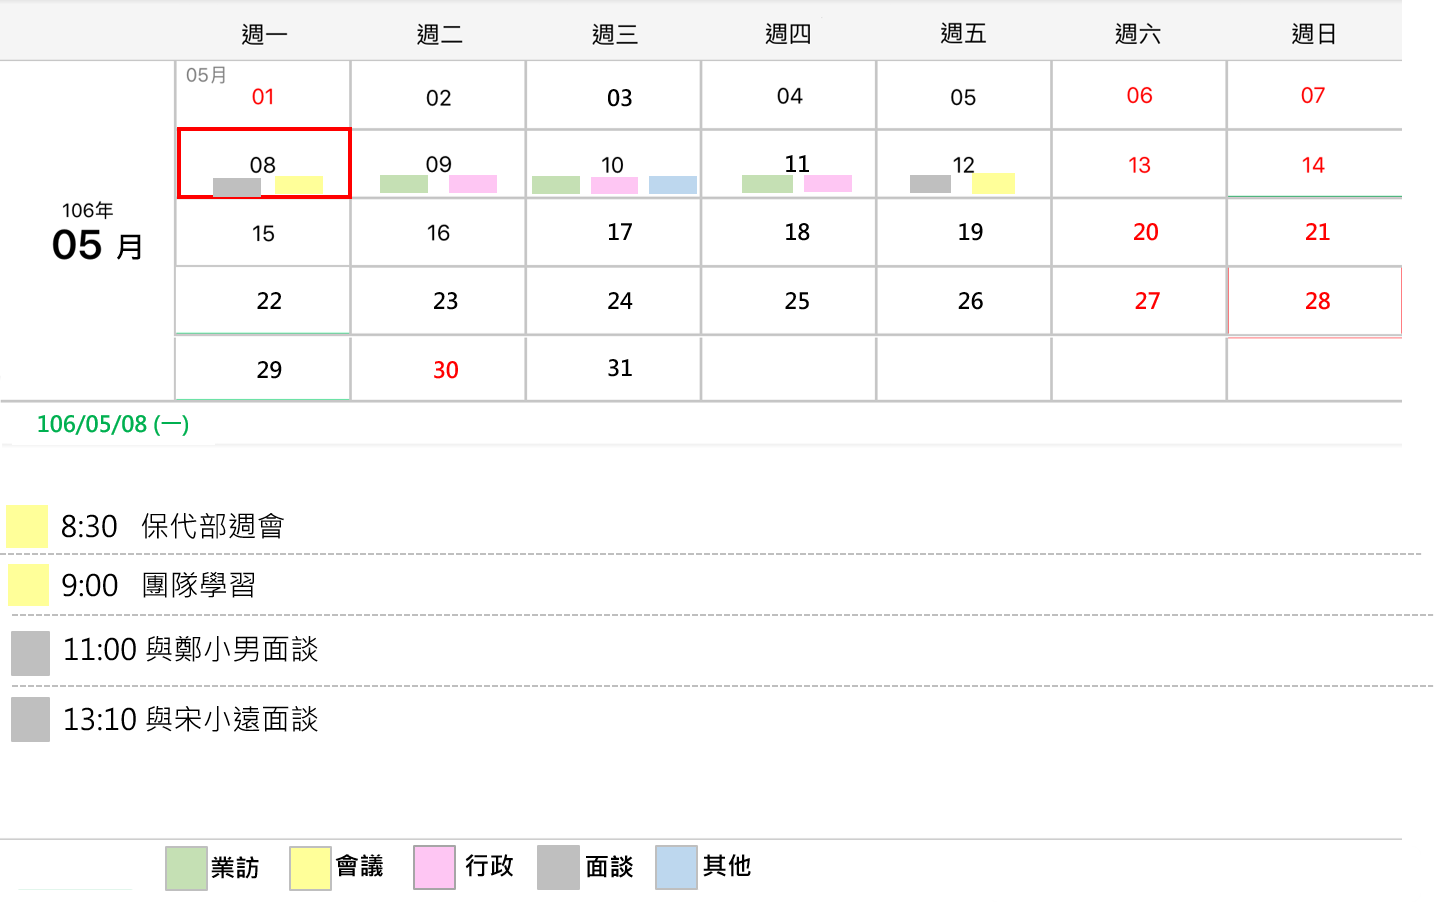 週一 週二 週三 週四 週五 週六 週日
05月
01 02 03 04 05 06 07
08 09 10 11 12 13 14
106年
05 月
15 16 17 18 19 20 21
22 23 24 25 26 27 28
29 30 31
106/05/08 (一)
8:30 保代部週會
9:00 團隊學習
11:00 與鄭小男面談
13:10 與宋小遠面談
業訪 會議 行政 面談 其他